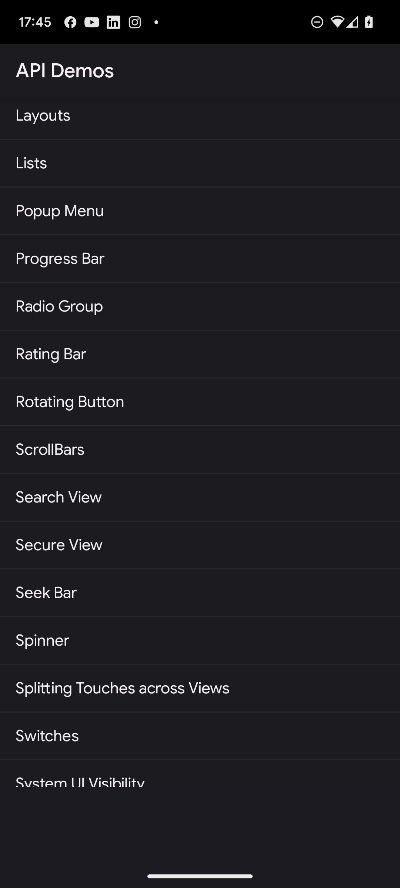 17:45
API Demos
Layouts
Lists
Popup Menu
Progress Bar
Radio Group
Rating Bar
Rotating Button
ScrollBars
Search View
Secure View
Seek Bar
Spinner
Splitting Touches across Views
Switches
System UI Visibility